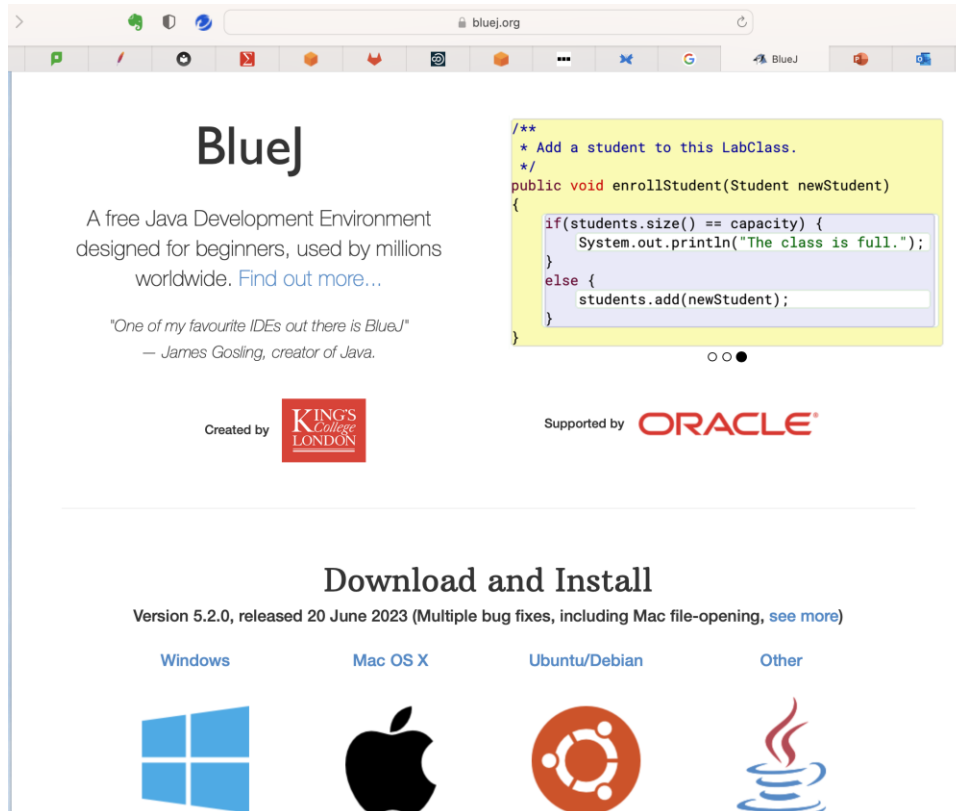 bluej.org
BlueJ
BlueJ
A free Java Development Environment
designed for beginners, used by millions
worldwide. Find out more...
"One of my favourite IDEs out there is BlueJ"
— James Gosling, creator of Java.
Created by
KING'S
College
LONDON
/**
 * Add a student to this LabClass.
 */
public void enrollStudent(Student newStudent)
{
    if(students.size() == capacity) {
        System.out.println("The class is full.");
    }
    else {
        students.add(newStudent);
    }
}
Supported by ORACLE®
Download and Install
Version 5.2.0, released 20 June 2023 (Multiple bug fixes, including Mac file-opening, see more)
Windows Mac OS X Ubuntu/Debian Other